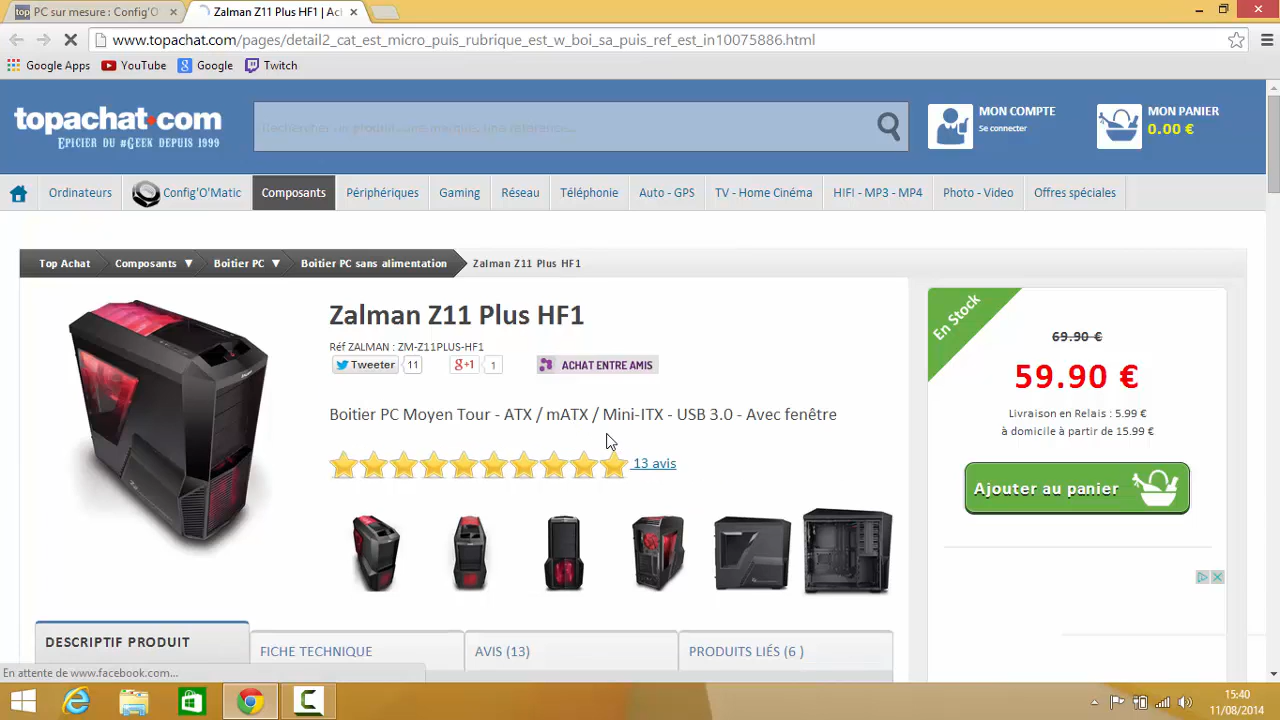 PC sur mesure : Config'O'
Zalman Z11 Plus HF1 | Acl
www.topachat.com/pages/detail2_cat_est_micro_puis_rubrique_est_w_boi_sa_puis_ref_est_in10075886.html
Google Apps YouTube Google Twitch
topachat.com
EPICIER DU #GEEK DEPUIS 1999
MON COMPTE
Se connecter
MON PANIER
0.00 €
Ordinateurs Config'O'Matic Composants Périphériques Gaming Réseau Téléphonie Auto - GPS TV - Home Cinéma HIFI - MP3 - MP4 Photo - Video Offres spéciales
Top Achat Composants ▼ Boitier PC ▼ Boitier PC sans alimentation Zalman Z11 Plus HF1
Zalman Z11 Plus HF1
Réf ZALMAN : ZM-Z11PLUS-HF1
Tweeter 11 g+1 1 ACHAT ENTRE AMIS
Boitier PC Moyen Tour - ATX / mATX / Mini-ITX - USB 3.0 - Avec fenêtre
13 avis
En Stock
69.90 €
59.90 €
Livraison en Relais : 5.99 €
à domicile à partir de 15.99 €
Ajouter au panier
DESCRIPTIF PRODUIT
FICHE TECHNIQUE
AVIS (13)
PRODUITS LIÉS (6 )
En attente de www.facebook.com...
15:40
11/08/2014